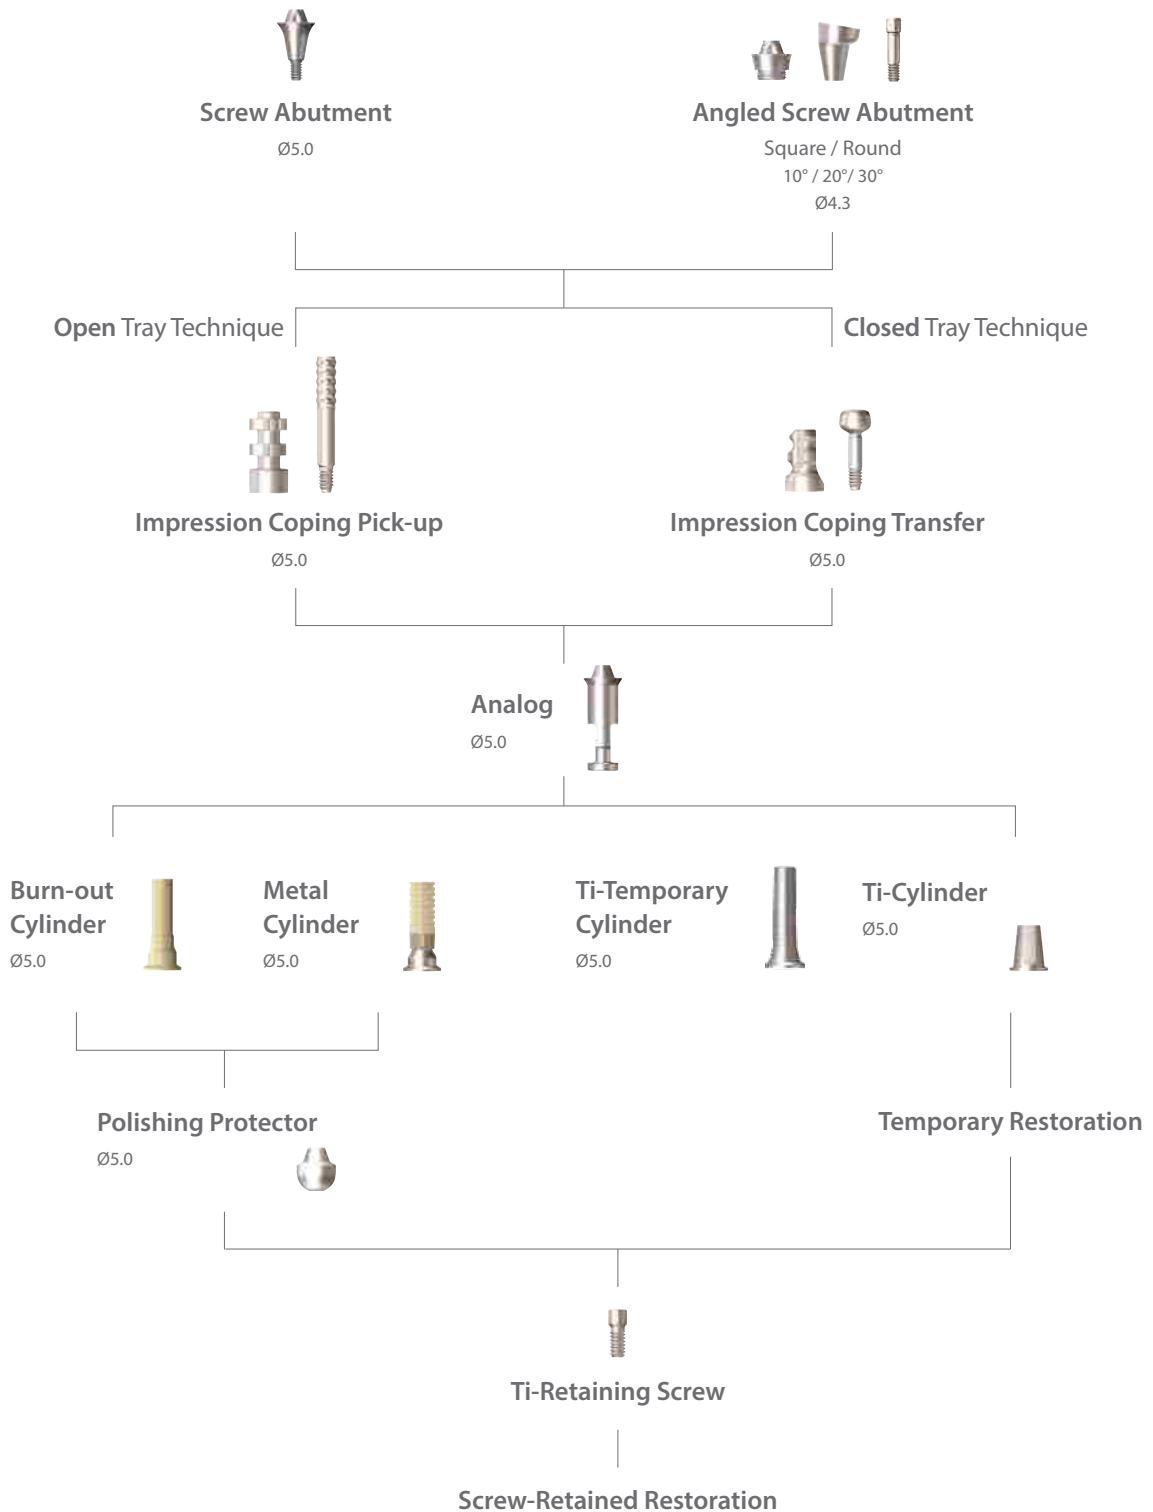 Screw Abutment
Ø5.0
Angled Screw Abutment
Square / Round
10° / 20°/ 30°
Ø4.3
Open Tray Technique
Closed Tray Technique
Impression Coping Pick-up
Ø5.0
Impression Coping Transfer
Ø5.0
Analog
Ø5.0
Burn-out
Cylinder
Ø5.0
Metal
Cylinder
Ø5.0
Ti-Temporary
Cylinder
Ø5.0
Ti-Cylinder
Ø5.0
Polishing Protector
Ø5.0
Temporary Restoration
Ti-Retaining Screw
Screw-Retained Restoration